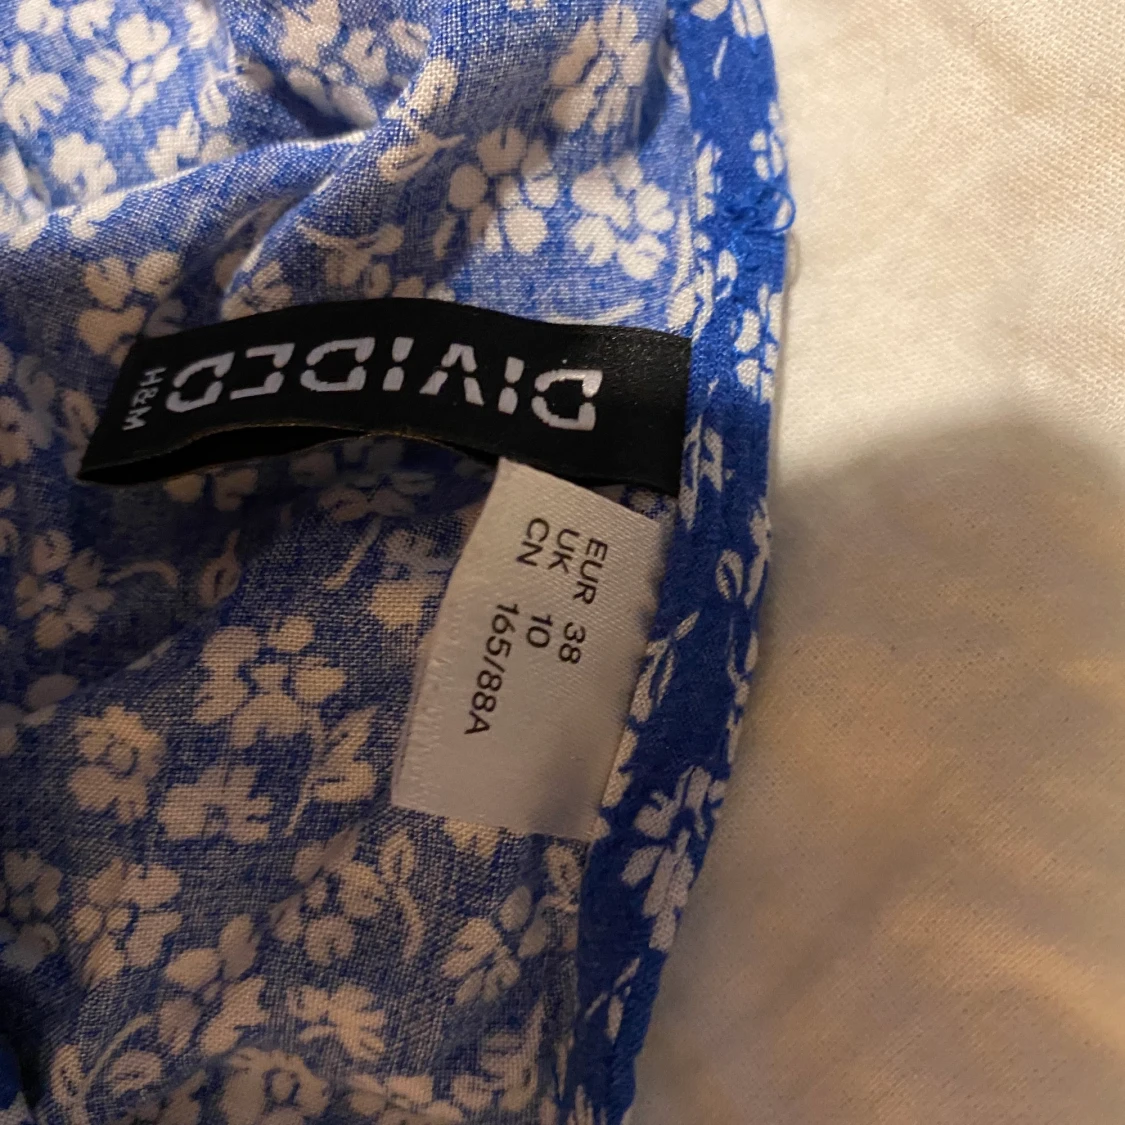 DIVIDED
H&M
EUR 38
UK 10
CN 165/88A